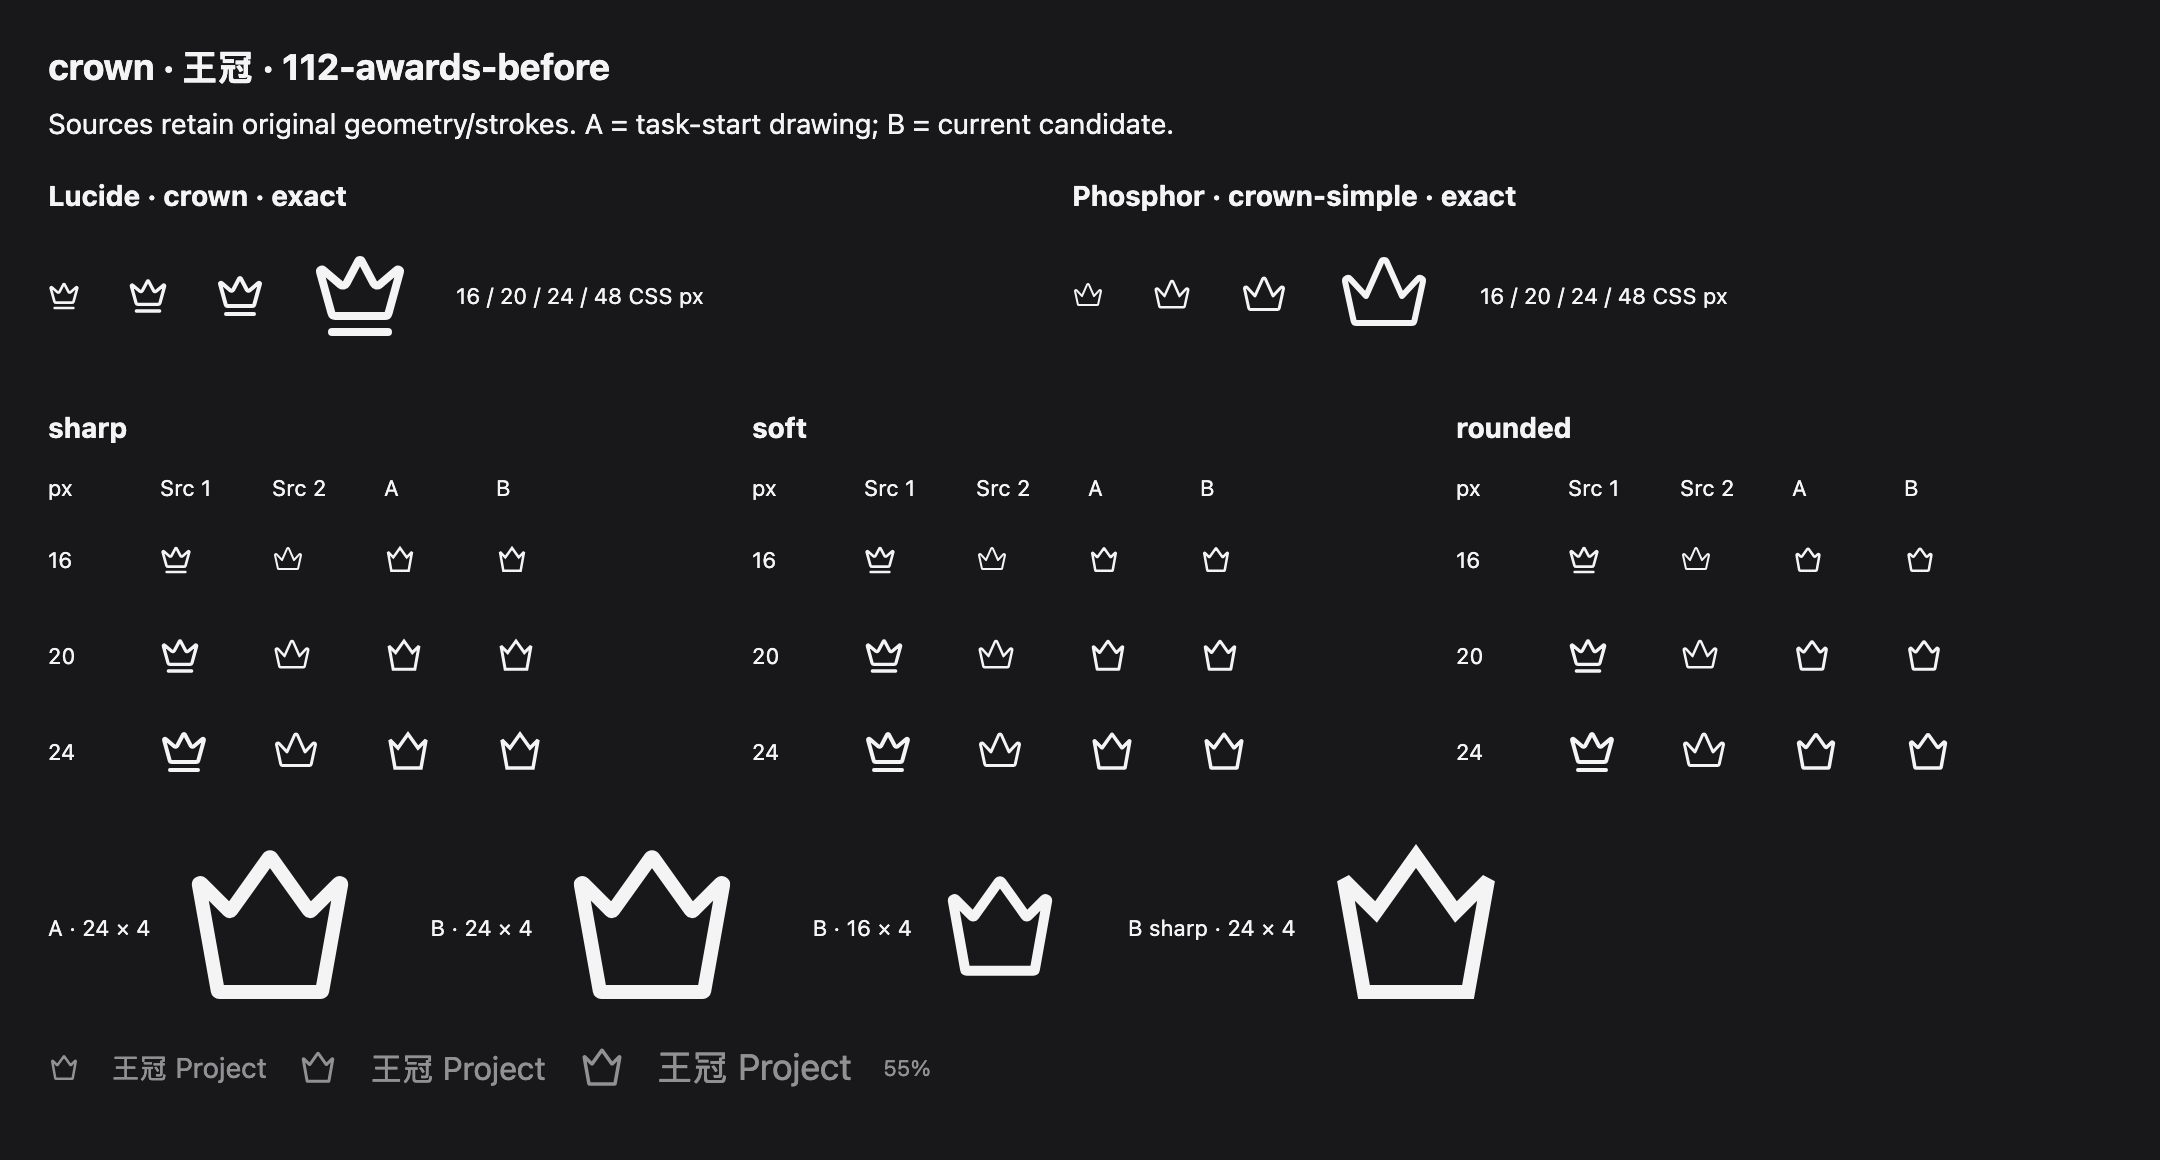 crown · 王冠 · 112-awards-before
Sources retain original geometry/strokes. A = task-start drawing; B = current candidate.
Lucide · crown · exact
Phosphor · crown-simple · exact
16 / 20 / 24 / 48 CSS px
16 / 20 / 24 / 48 CSS px
sharp
px Src 1 Src 2 A B
16
20
24
soft
px Src 1 Src 2 A B
16
20
24
rounded
px Src 1 Src 2 A B
16
20
24
A · 24 × 4
B · 24 × 4
B · 16 × 4
B sharp · 24 × 4
王冠 Project 王冠 Project 王冠 Project 55%